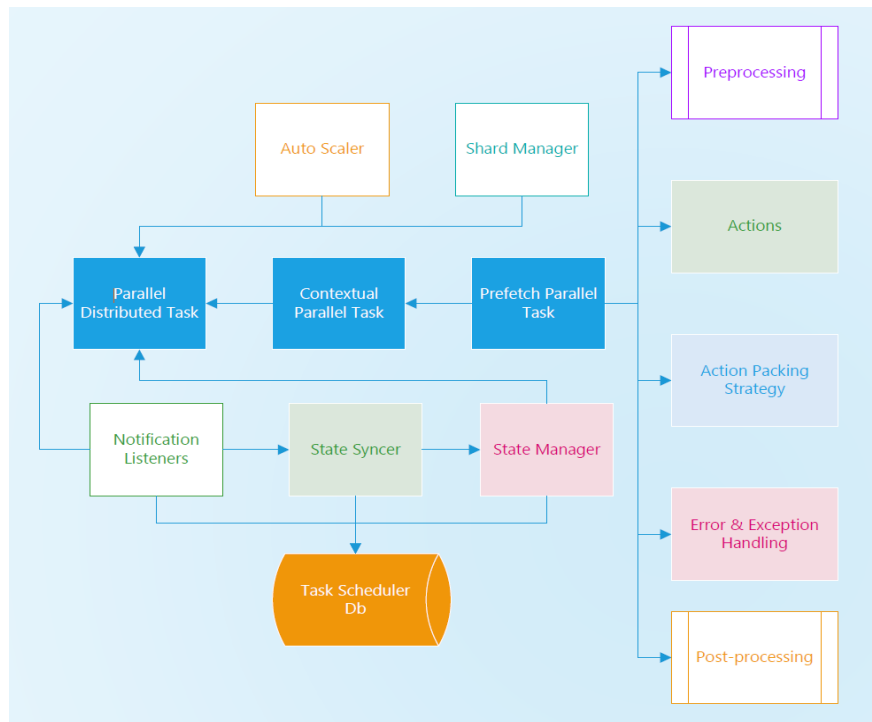 Preprocessing
Auto Scaler
Shard Manager
Actions
Parallel
Distributed Task
Contextual
Parallel Task
Prefetch Parallel
Task
Action Packing
Strategy
Notification
Listeners
State Syncer
State Manager
Error & Exception
Handling
Task Scheduler
Db
Post-processing